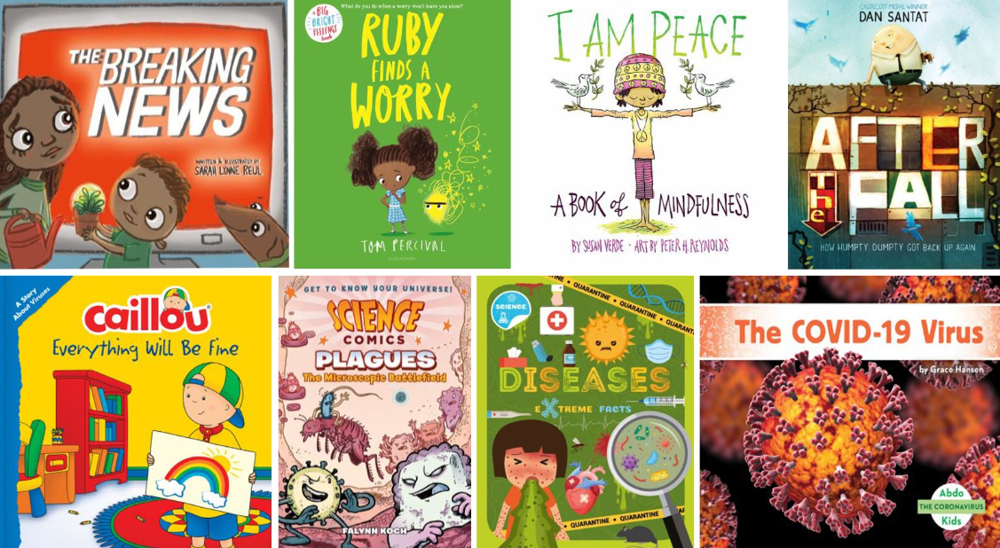 THE BREAKING
NEWS
WRITTEN & ILLUSTRATED BY
SARAH LYNNE REUL
What do you do when a worry won't leave you alone?
A BIG
BRIGHT
FEELINGS
book
RUBY
FINDS A
WORRY
TOM PERCIVAL
I AM PEACE
A BOOK of MINDFULNESS
BY SUSAN VERDE · ART BY PETER H. REYNOLDS
CALDECOTT MEDAL WINNER
DAN SANTAT
AFTER
The FALL
HOW HUMPTY DUMPTY GOT BACK UP AGAIN
A Story
About Viruses
caillou
Everything Will Be Fine
GET TO KNOW YOUR UNIVERSE!
SCIENCE
COMICS
PLAGUES
The Microscopic Battlefield
FALYNN KOCH
SCIENCE
QUARANTINE • QUARANTINE • QUARANT
DISEASES
EXTREME FACTS
QUARANTINE • QUARANTINE
The COVID-19 Virus
by Grace Hansen
Abdo
THE CORONAVIRUS
Kids